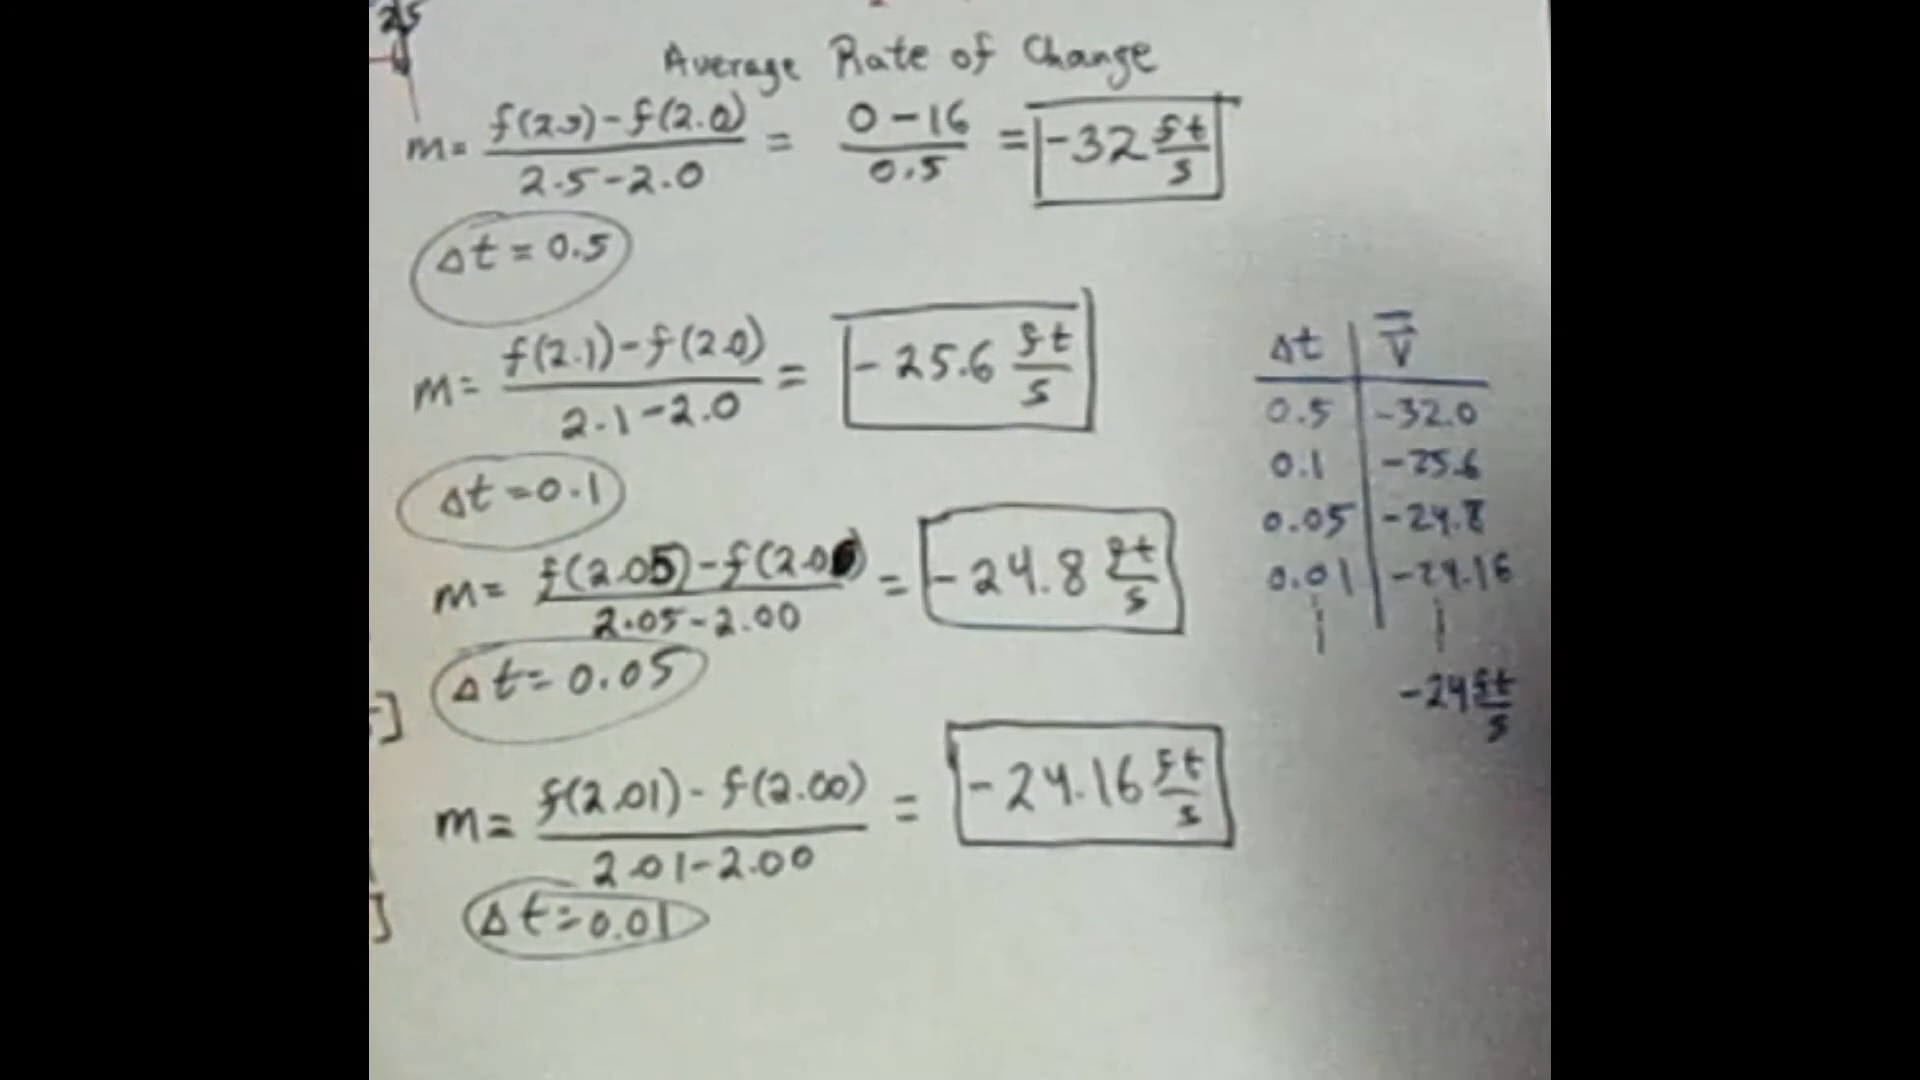 25
Average Rate of Change
m = f(2.5) - f(2.0) / 2.5 - 2.0 = 0 - 16 / 0.5 = -32 ft/s
Δt = 0.5
m = f(2.1) - f(2.0) / 2.1 - 2.0 = -25.6 ft/s
Δt = 0.1
m = f(2.05) - f(2.00) / 2.05 - 2.00 = -24.8 ft/s
Δt = 0.05
m = f(2.01) - f(2.00) / 2.01 - 2.00 = -24.16 ft/s
Δt = 0.01
Δt | V̅
0.5 | -32.0
0.1 | -25.6
0.05 | -24.8
0.01 | -24.16
-24 ft/s
]
]